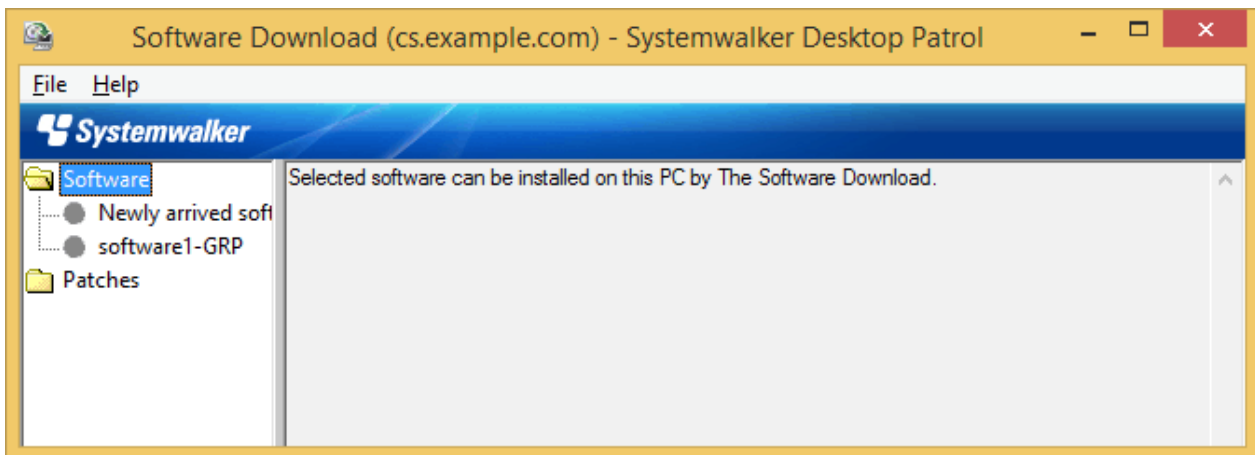 Software Download (cs.example.com) - Systemwalker Desktop Patrol
File Help
Systemwalker
Software
Selected software can be installed on this PC by The Software Download.
Newly arrived soft
software1-GRP
Patches